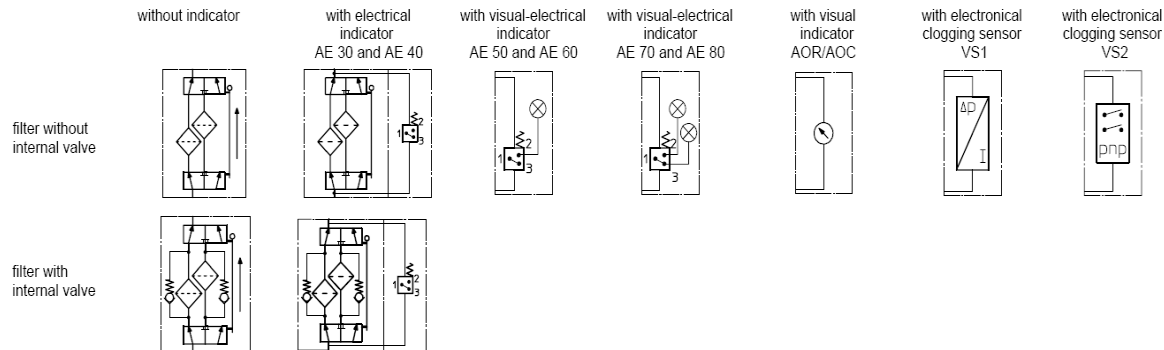 without indicator
with electrical
indicator
AE 30 and AE 40
with visual-electrical
indicator
AE 50 and AE 60
with visual-electrical
indicator
AE 70 and AE 80
with visual
indicator
AOR/AOC
with electronical
clogging sensor
VS1
with electronical
clogging sensor
VS2
filter without
internal valve
1
2
3
1
2
3
1
2
3
Δp
I
pnp
filter with
internal valve
1
2
3